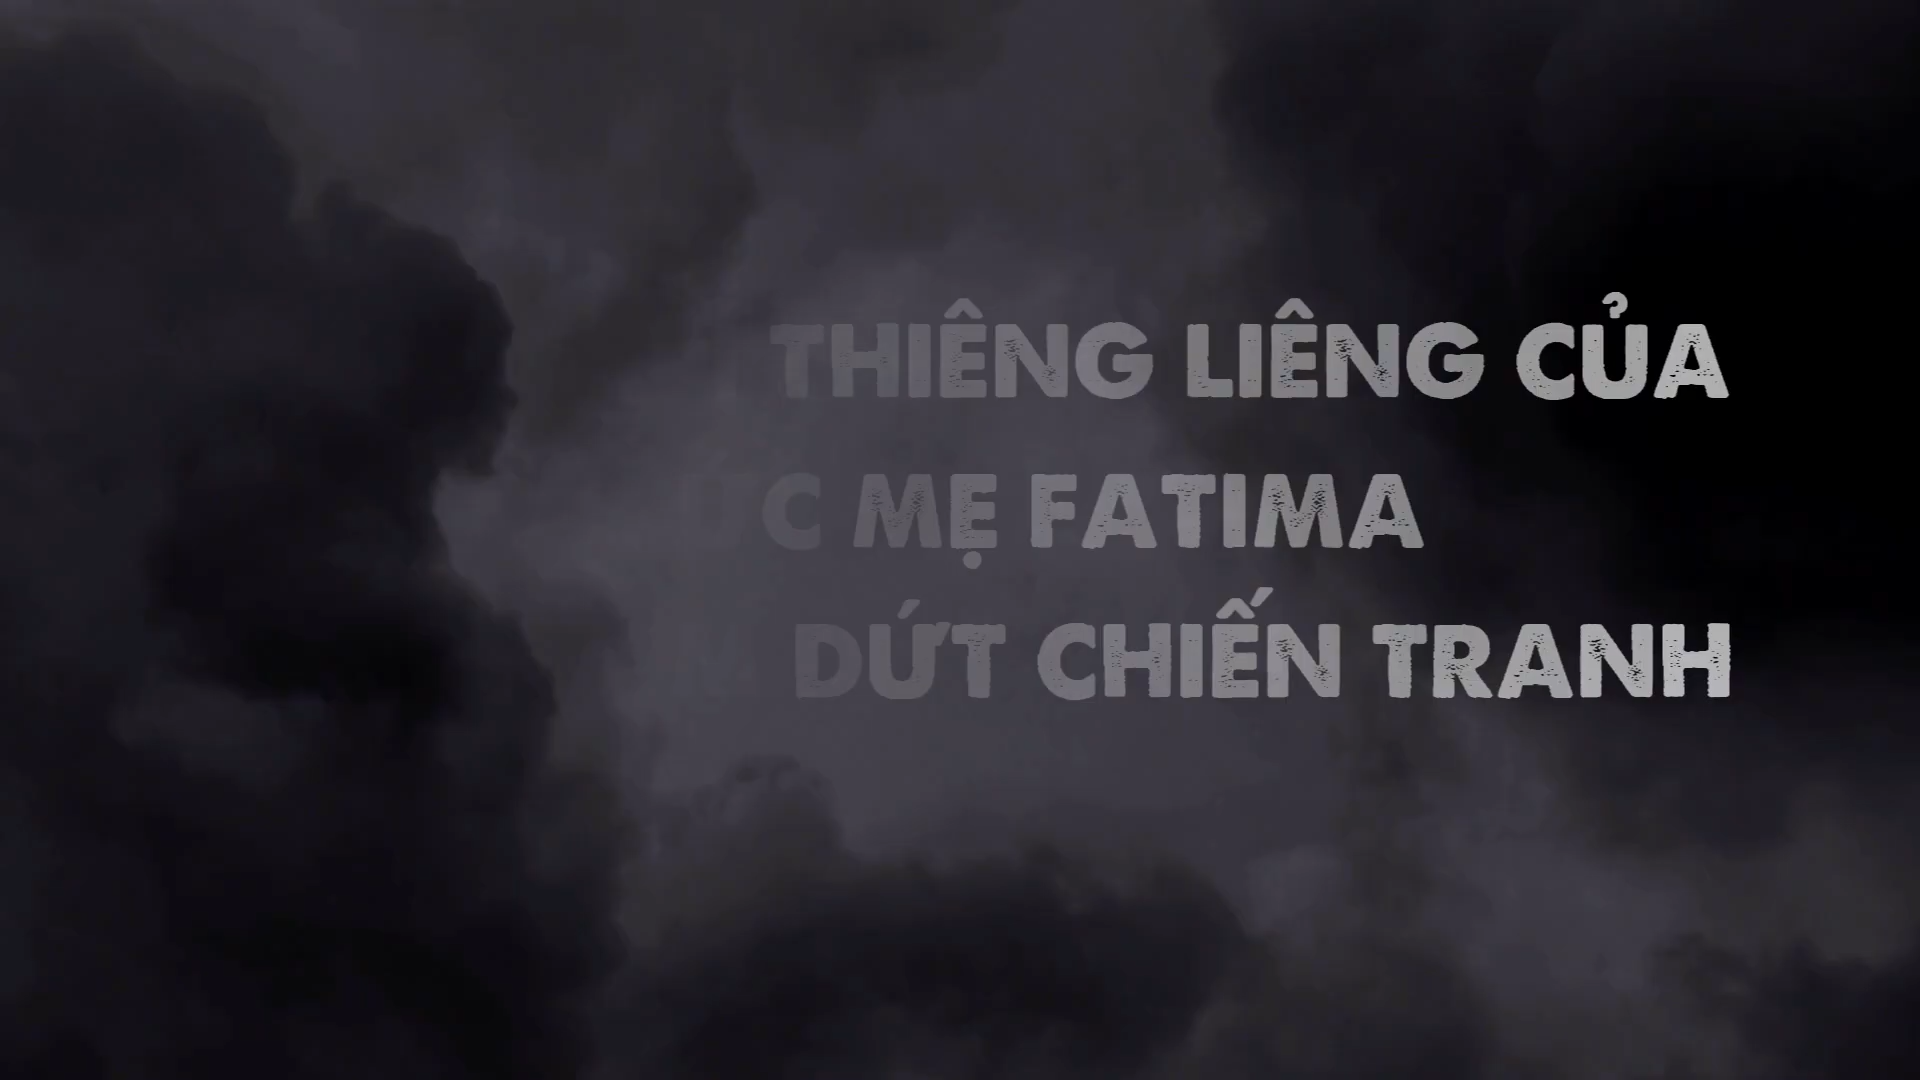 THIÊNG LIÊNG CỦA
MẸ FATIMA
DỨT CHIẾN TRANH